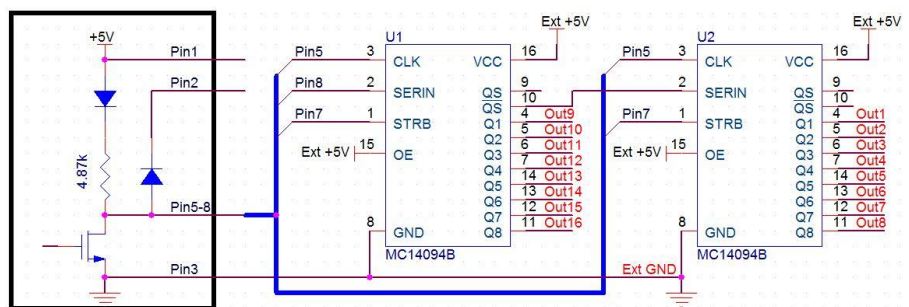 +5V
Pin1
Pin2
4.87k
Pin5-8
Pin3
Pin5
Pin8
Pin7
Ext +5V
U1
3 CLK VCC 16 Ext +5V
2 SERIN QS 9
QS 10
1 STRB Q1 4 Out9
Q2 5 Out10
15 OE Q3 6 Out11
Q4 7 Out12
Q5 14 Out13
Q6 13 Out14
Q7 12 Out15
8 GND Q8 11 Out16
MC14094B
Pin5
Pin7
Ext +5V
Ext GND
U2
3 CLK VCC 16 Ext +5V
2 SERIN QS 9
QS 10
1 STRB Q1 4 Out1
Q2 5 Out2
15 OE Q3 6 Out3
Q4 7 Out4
Q5 14 Out5
Q6 13 Out6
Q7 12 Out7
8 GND Q8 11 Out8
MC14094B